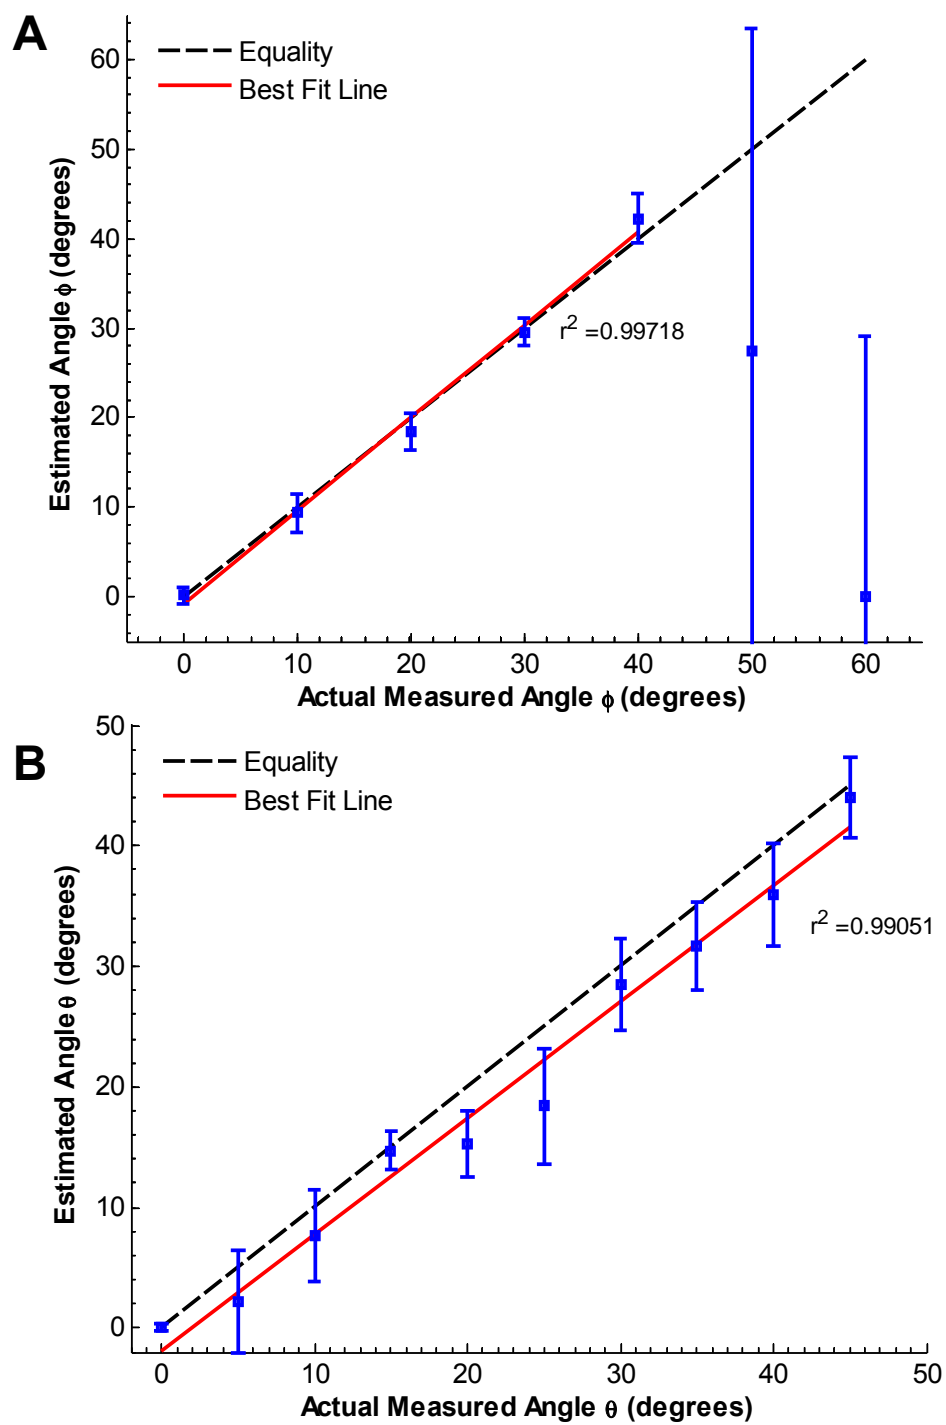 A
Equality
Best Fit Line
60
50
40
30
20
10
0
Estimated Angle ϕ (degrees)
r² =0.99718
0 10 20 30 40 50 60
Actual Measured Angle ϕ (degrees)
B
Equality
Best Fit Line
50
40
30
20
10
0
Estimated Angle θ (degrees)
r² =0.99051
0 10 20 30 40 50
Actual Measured Angle θ (degrees)